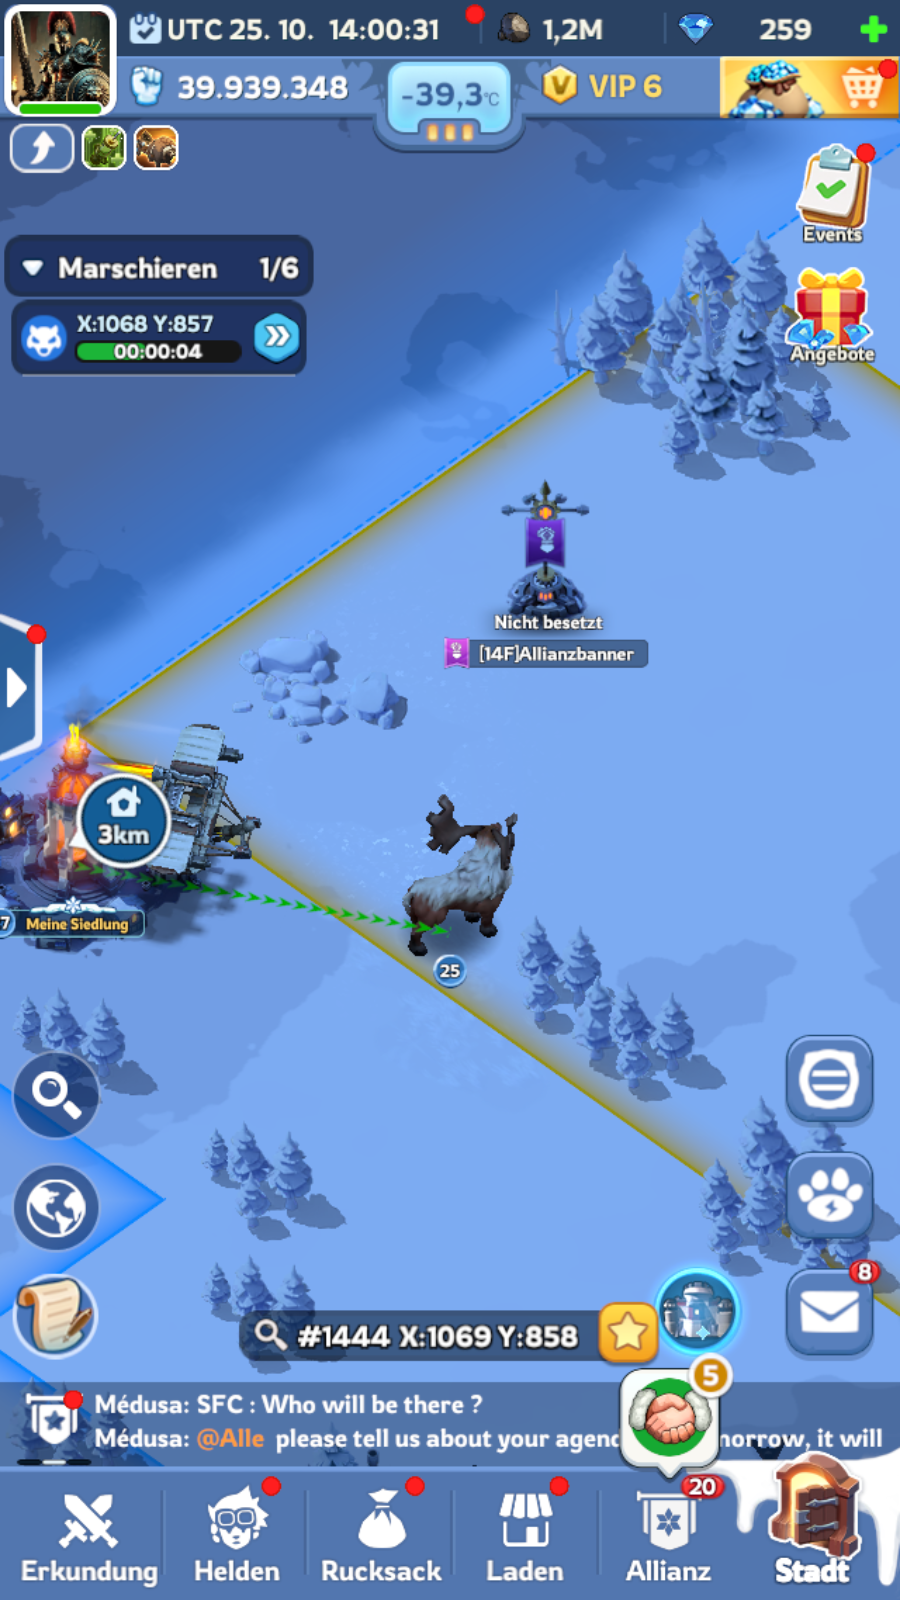 UTC 25. 10. 14:00:31
1,2M
259
39.939.348
-39,3°C
VIP 6
Events
Marschieren 1/6
X:1068 Y:857
00:00:04
Angebote
Nicht besetzt
[14F]Allianzbanner
3km
7 Meine Siedlung
25
8
#1444 X:1069 Y:858
5
Médusa: SFC : Who will be there ?
Médusa: @Alle please tell us about your agend
morrow, it will
20
Erkundung
Helden
Rucksack
Laden
Allianz
Stadt